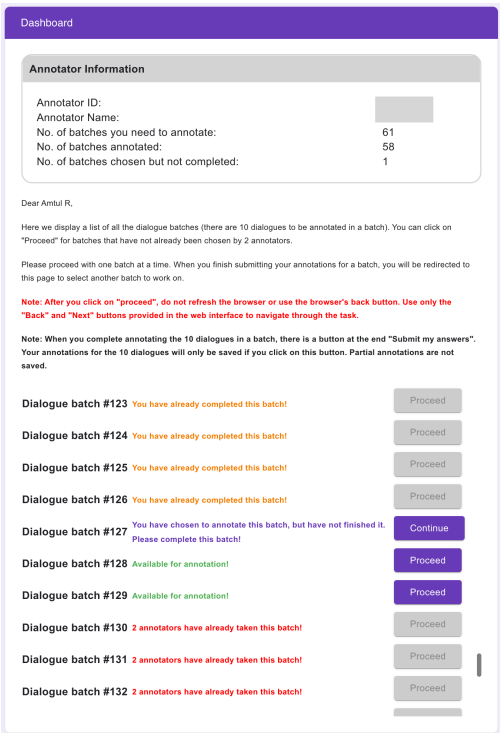 Dashboard
Annotator Information
Annotator ID:
Annotator Name:
No. of batches you need to annotate: 61
No. of batches annotated: 58
No. of batches chosen but not completed: 1
Dear Amtul R,
Here we display a list of all the dialogue batches (there are 10 dialogues to be annotated in a batch). You can click on
"Proceed" for batches that have not already been chosen by 2 annotators.
Please proceed with one batch at a time. When you finish submitting your annotations for a batch, you will be redirected to
this page to select another batch to work on.
Note: After you click on "proceed", do not refresh the browser or use the browser's back button. Use only the
"Back" and "Next" buttons provided in the web interface to navigate through the task.
Note: When you complete annotating the 10 dialogues in a batch, there is a button at the end "Submit my answers".
Your annotations for the 10 dialogues will only be saved if you click on this button. Partial annotations are not
saved.
Dialogue batch #123 You have already completed this batch! Proceed
Dialogue batch #124 You have already completed this batch! Proceed
Dialogue batch #125 You have already completed this batch! Proceed
Dialogue batch #126 You have already completed this batch! Proceed
Dialogue batch #127 You have chosen to annotate this batch, but have not finished it. Continue
Please complete this batch!
Dialogue batch #128 Available for annotation! Proceed
Dialogue batch #129 Available for annotation! Proceed
Dialogue batch #130 2 annotators have already taken this batch! Proceed
Dialogue batch #131 2 annotators have already taken this batch! Proceed
Dialogue batch #132 2 annotators have already taken this batch! Proceed